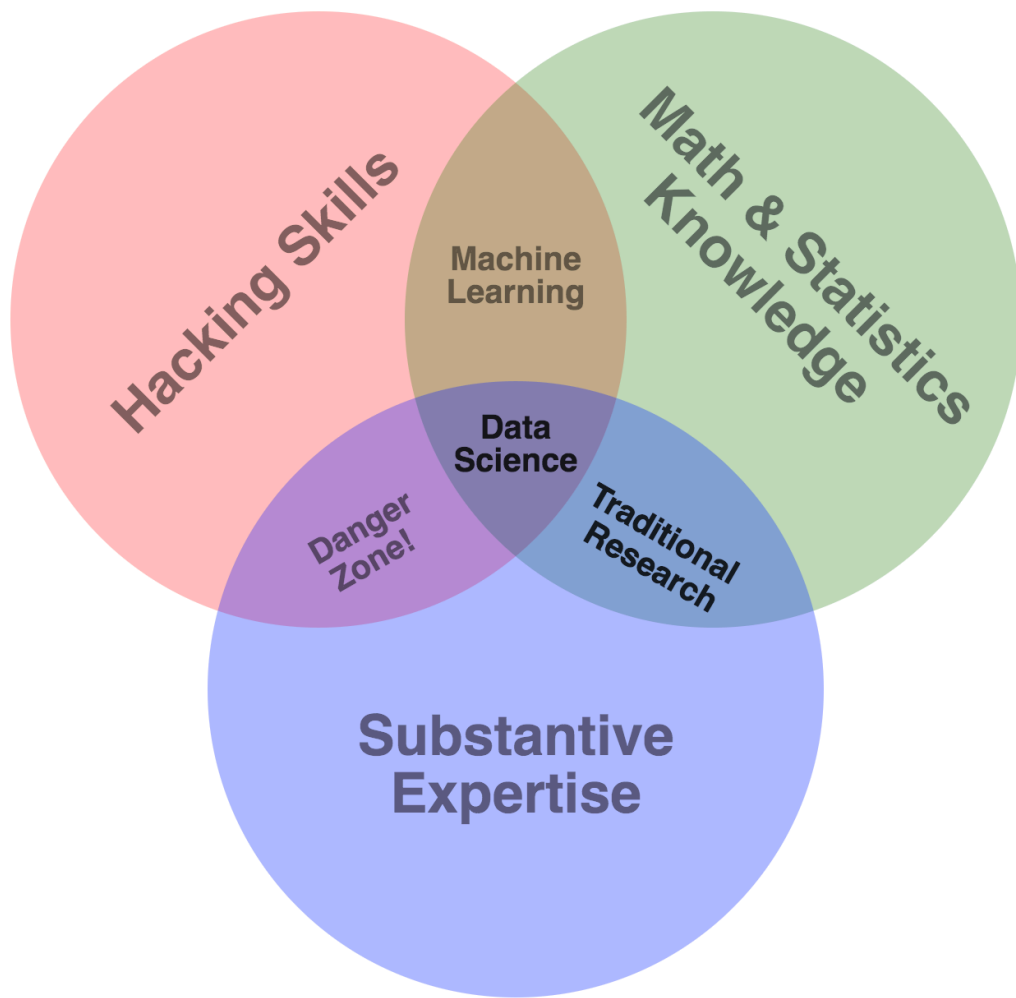 Hacking Skills
Math & Statistics
Knowledge
Machine
Learning
Data
Science
Danger
Zone!
Traditional
Research
Substantive
Expertise